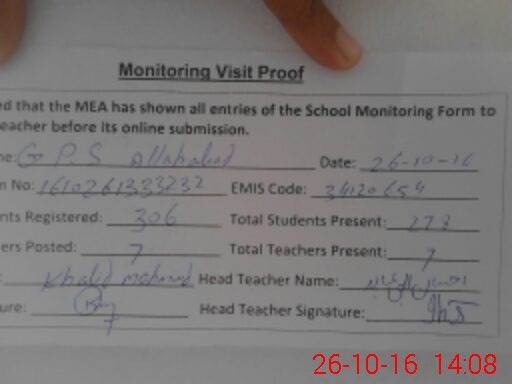 Monitoring Visit Proof
ed that the MEA has shown all entries of the School Monitoring Form to
eacher before its online submission.
ne: G P S allahabad Date: 26-10-16
n No: 1610261333232 EMIS Code: 34120654
nts Registered: 306 Total Students Present: 273
ers Posted: 7 Total Teachers Present: 7
: Khalid mohmood Head Teacher Name:
ure: Head Teacher Signature:
26-10-16 14:08